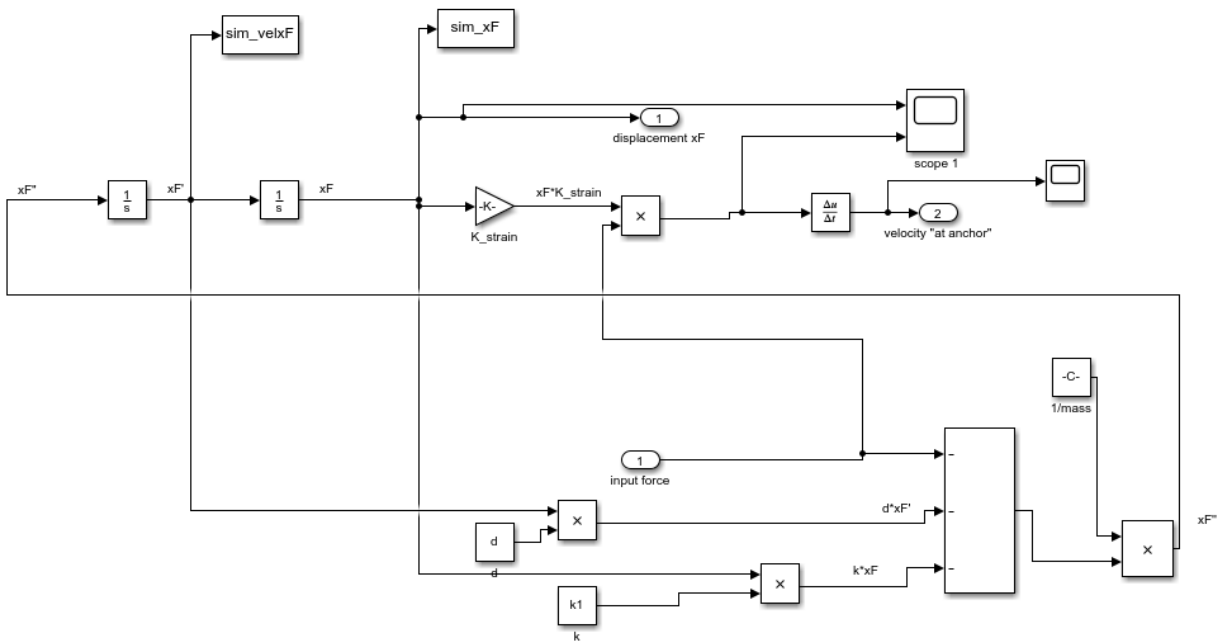 sim_velxF
sim_xF
1
displacement xF
scope 1
xF''
1
s
xF'
1
s
xF
-K-
K_strain
xF*K_strain
×
Δu
Δt
2
velocity "at anchor"
-C-
1/mass
1
input force
−
−
−
d*xF'
×
d
d
k*xF
×
k1
k
×
xF''